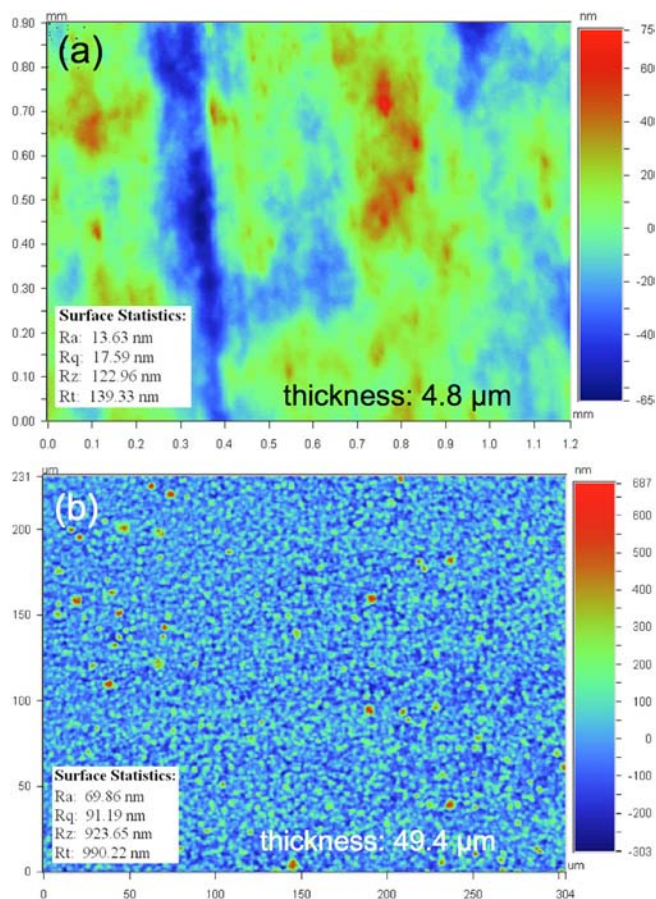 mm
nm
0.90
(a)
753
0.80
600
0.70
400
0.60
200
0.50
0
0.40
-200
0.30
Surface Statistics:
Ra: 13.63 nm
Rq: 17.59 nm
Rz: 122.96 nm
Rt: 139.33 nm
-400
0.20
0.10
thickness: 4.8 µm
0.00
-654
mm
0.0 0.1 0.2 0.3 0.4 0.5 0.6 0.7 0.8 0.9 1.0 1.1 1.2
um
nm
231
(b)
687
200
600
500
150
400
300
100
200
100
50
0
Surface Statistics:
Ra: 69.86 nm
Rq: 91.19 nm
Rz: 923.65 nm
Rt: 990.22 nm
-100
thickness: 49.4 µm
-200
0
-303
um
0 50 100 150 200 250 304